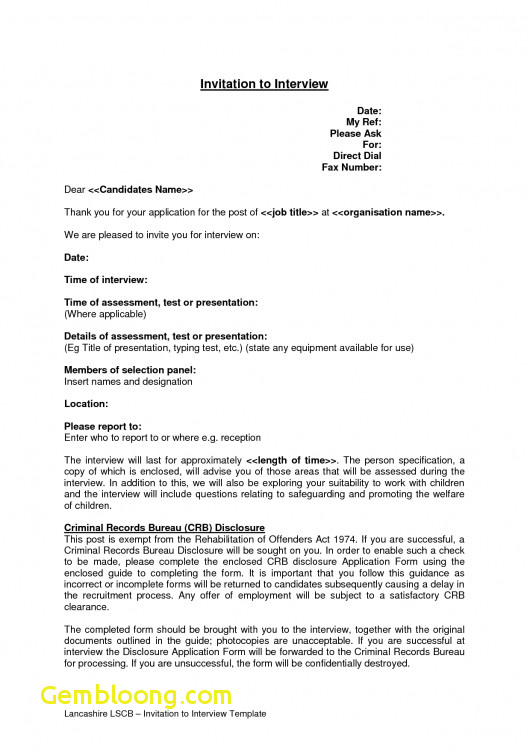 Invitation to Interview
Date:
My Ref:
Please Ask
For:
Direct Dial
Fax Number:
Dear <<Candidates Name>>
Thank you for your application for the post of <<job title>> at <<organisation name>>.
We are pleased to invite you for interview on:
Date:
Time of interview:
Time of assessment, test or presentation:
(Where applicable)
Details of assessment, test or presentation:
(Eg Title of presentation, typing test, etc.) (state any equipment available for use)
Members of selection panel:
Insert names and designation
Location:
Please report to:
Enter who to report to or where e.g. reception
The interview will last for approximately <<length of time>>. The person specification, a
copy of which is enclosed, will advise you of those areas that will be assessed during the
interview. In addition to this, we will also be exploring your suitability to work with children
and the interview will include questions relating to safeguarding and promoting the welfare
of children.
Criminal Records Bureau (CRB) Disclosure
This post is exempt from the Rehabilitation of Offenders Act 1974. If you are successful, a
Criminal Records Bureau Disclosure will be sought on you. In order to enable such a check
to be made, please complete the enclosed CRB disclosure Application Form using the
enclosed guide to completing the form. It is important that you follow this guidance as
incorrect or incomplete forms will be returned to candidates subsequently causing a delay in
the recruitment process. Any offer of employment will be subject to a satisfactory CRB
clearance.
The completed form should be brought with you to the interview, together with the original
documents outlined in the guide; photocopies are unacceptable. If you are successful at
interview the Disclosure Application Form will be forwarded to the Criminal Records Bureau
for processing. If you are unsuccessful, the form will be confidentially destroyed.
Gembloong.com
Lancashire LSCB – Invitation to Interview Template